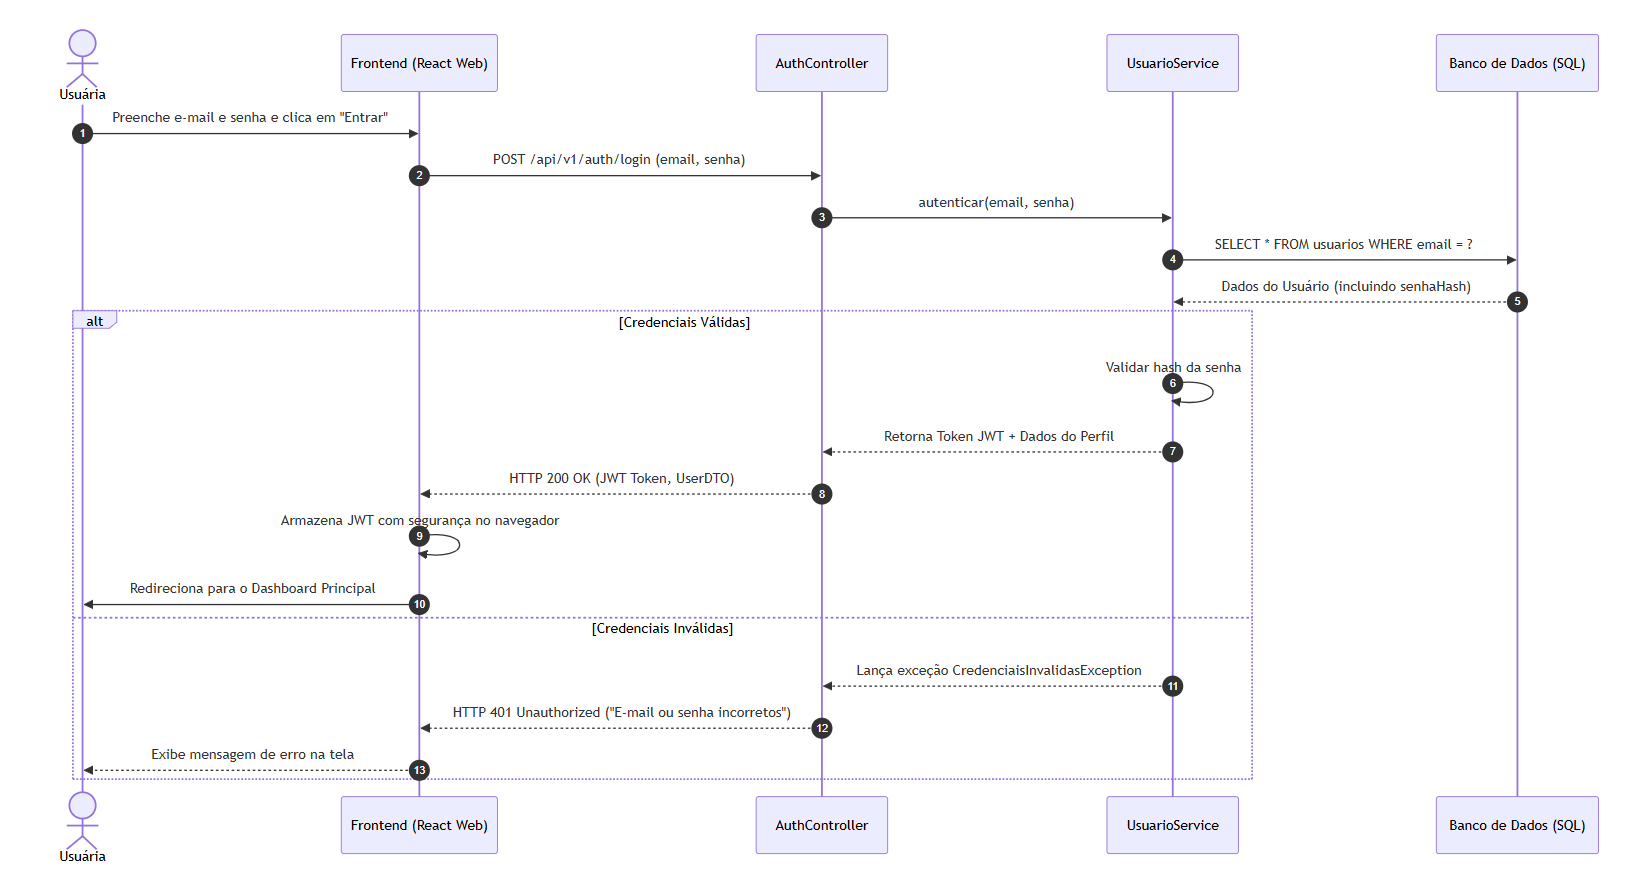 Usuária
Frontend (React Web)
AuthController
UsuarioService
Banco de Dados (SQL)
Preenche e-mail e senha e clica em "Entrar"
1
POST /api/v1/auth/login (email, senha)
2
autenticar(email, senha)
3
SELECT * FROM usuarios WHERE email = ?
4
Dados do Usuário (incluindo senhaHash)
5
alt
[Credenciais Válidas]
Validar hash da senha
6
Retorna Token JWT + Dados do Perfil
7
HTTP 200 OK (JWT Token, UserDTO)
8
Armazena JWT com segurança no navegador
9
Redireciona para o Dashboard Principal
10
[Credenciais Inválidas]
Lança exceção CredenciaisInvalidasException
11
HTTP 401 Unauthorized ("E-mail ou senha incorretos")
12
Exibe mensagem de erro na tela
13
Usuária
Frontend (React Web)
AuthController
UsuarioService
Banco de Dados (SQL)